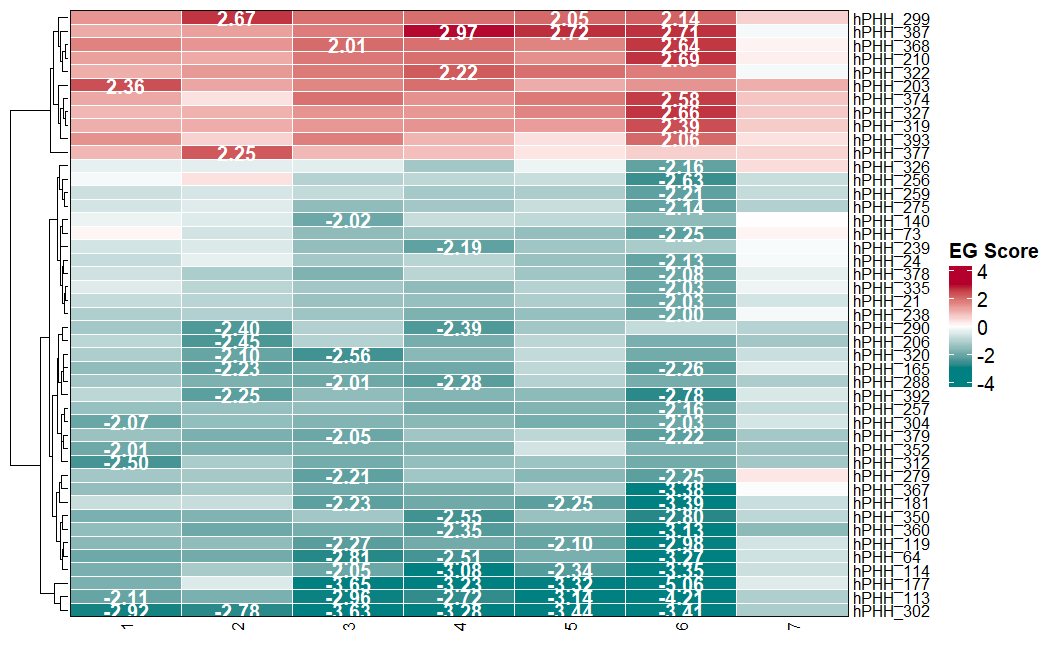 2.67 2.05 2.14 hPHH_299
2.97 2.72 2.71 hPHH_387
2.01 2.64 hPHH_368
2.69 hPHH_210
2.22 hPHH_322
2.36 hPHH_203
2.58 hPHH_374
2.66 hPHH_327
2.39 hPHH_319
2.06 hPHH_393
2.25 hPHH_377
-2.16 hPHH_326
-2.63 hPHH_256
-2.21 hPHH_259
-2.14 hPHH_275
-2.02 hPHH_140
-2.25 hPHH_73
-2.19 hPHH_239
-2.13 hPHH_24
-2.08 hPHH_378
-2.03 hPHH_335
-2.03 hPHH_21
-2.00 hPHH_238
-2.40 -2.39 hPHH_290
-2.45 hPHH_206
-2.10 -2.56 hPHH_320
-2.23 -2.26 hPHH_165
-2.01 -2.28 hPHH_288
-2.25 -2.78 hPHH_392
-2.16 hPHH_257
-2.07 -2.03 hPHH_304
-2.05 -2.22 hPHH_379
-2.01 hPHH_352
-2.50 hPHH_312
-2.21 -2.25 hPHH_279
-3.38 hPHH_367
-2.23 -2.25 -3.39 hPHH_181
-2.55 -2.80 hPHH_350
-2.35 -3.13 hPHH_360
-2.27 -2.10 -2.98 hPHH_119
-2.81 -2.51 -3.27 hPHH_64
-2.05 -3.08 -2.34 -3.35 hPHH_114
-3.65 -3.23 -3.32 -5.06 hPHH_177
-2.11 -2.96 -2.72 -3.14 -4.21 hPHH_113
-2.92 -2.78 -3.63 -3.28 -3.44 -3.41 hPHH_302
1 2 3 4 5 6 7
EG Score
4
2
0
-2
-4